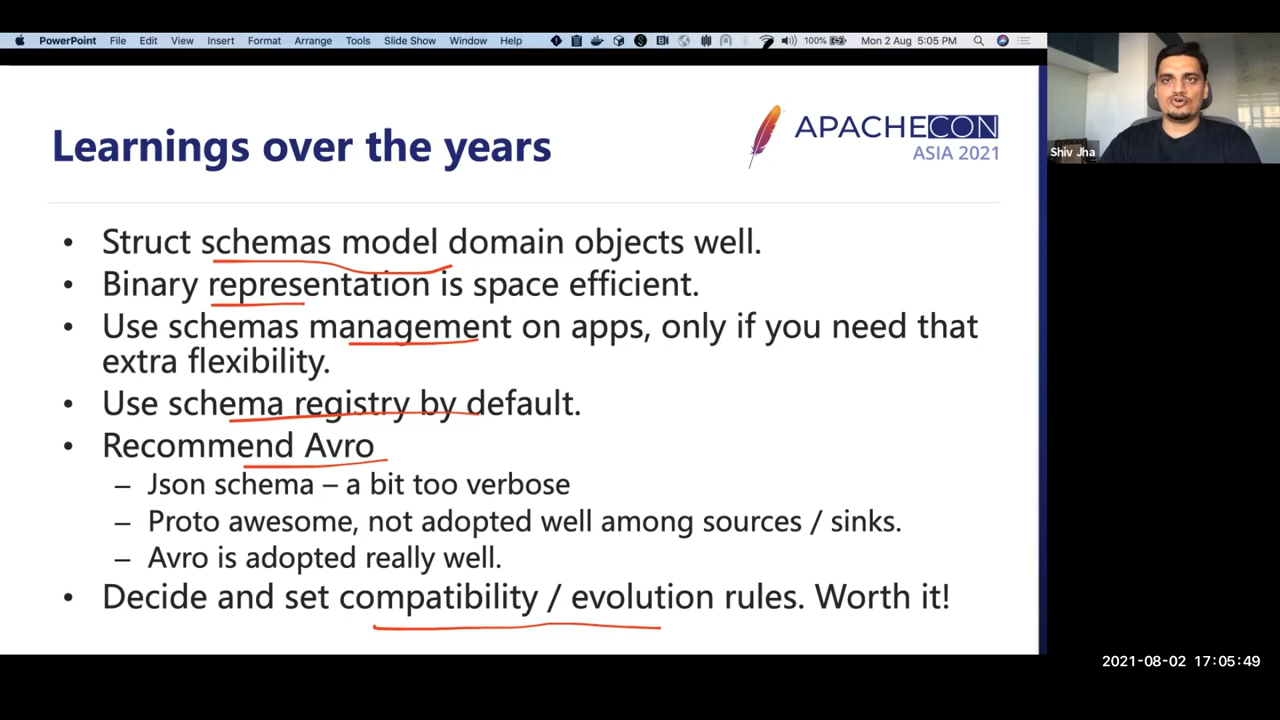 PowerPoint File Edit View Insert Format Arrange Tools Slide Show Window Help 100% Mon 2 Aug 5:05 PM
Learnings over the years
APACHECON
ASIA 2021
Shiv Jha
• Struct schemas model domain objects well.
• Binary representation is space efficient.
• Use schemas management on apps, only if you need that
extra flexibility.
• Use schema registry by default.
• Recommend Avro
– Json schema – a bit too verbose
– Proto awesome, not adopted well among sources / sinks.
– Avro is adopted really well.
• Decide and set compatibility / evolution rules. Worth it!
2021-08-02 17:05:49